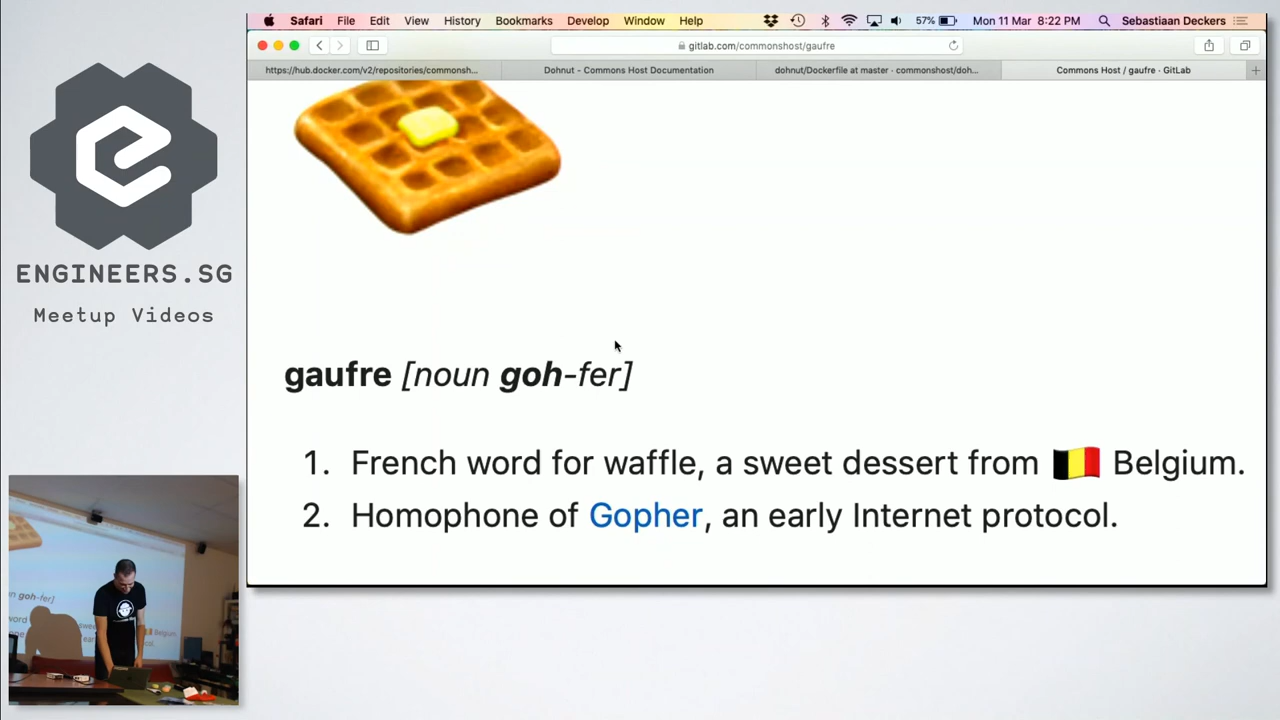 Safari File Edit View History Bookmarks Develop Window Help 57% Mon 11 Mar 8:22 PM Sebastiaan Deckers
gitlab.com/commonshost/gaufre
https://hub.docker.com/v2/repositories/commonsh... Dohnut - Commons Host Documentation dohnut/Dockerfile at master · commonshost/doh... Commons Host / gaufre · GitLab +
ENGINEERS.SG
Meetup Videos
gaufre [noun goh-fer]
1. French word for waffle, a sweet dessert from 🇧🇪 Belgium.
2. Homophone of Gopher, an early Internet protocol.
n goh-fer]
Belgium.